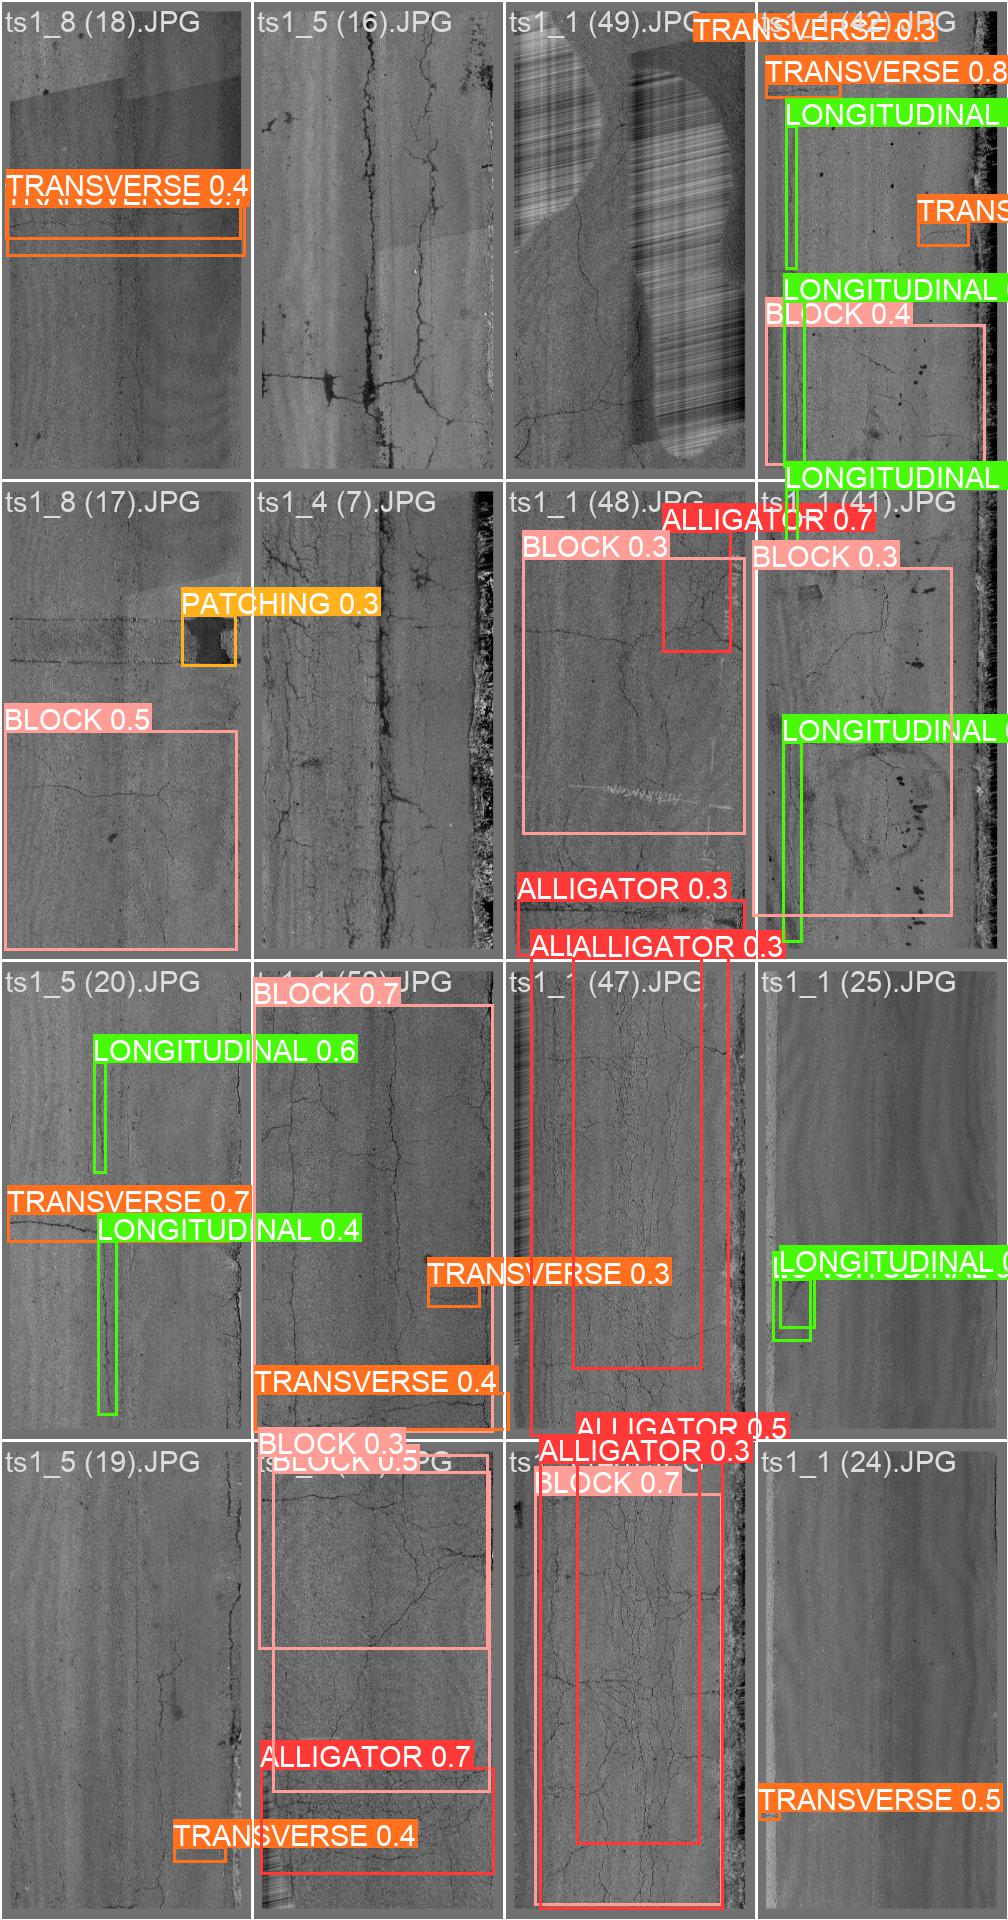 ts1_8 (18).JPG
ts1_5 (16).JPG
ts1_1 (49).JPG
TRANSVERSE 0.3
ts1_1 (42).JPG
TRANSVERSE 0.8
LONGITUDINAL
TRANSVERSE 0.4
TRANSVERSE 0.7
TRANS
LONGITUDINAL
BLOCK 0.4
LONGITUDINAL
ts1_8 (17).JPG
ts1_4 (7).JPG
ts1_1 (48).JPG
ts1_1 (41).JPG
ALLIGATOR 0.7
BLOCK 0.3
BLOCK 0.3
PATCHING 0.3
BLOCK 0.5
LONGITUDINAL
ALLIGATOR 0.3
ALLIGATOR 0.3
ts1_5 (20).JPG
BLOCK 0.7
ts1_1 (47).JPG
ts1_1 (25).JPG
LONGITUDINAL 0.6
TRANSVERSE 0.7
LONGITUDINAL 0.4
TRANSVERSE 0.3
LONGITUDINAL
TRANSVERSE 0.4
ALLIGATOR 0.5
BLOCK 0.3
BLOCK 0.5
ALLIGATOR 0.3
ts1_5 (19).JPG
ts1_1 (24).JPG
BLOCK 0.7
ALLIGATOR 0.7
TRANSVERSE 0.4
TRANSVERSE 0.5